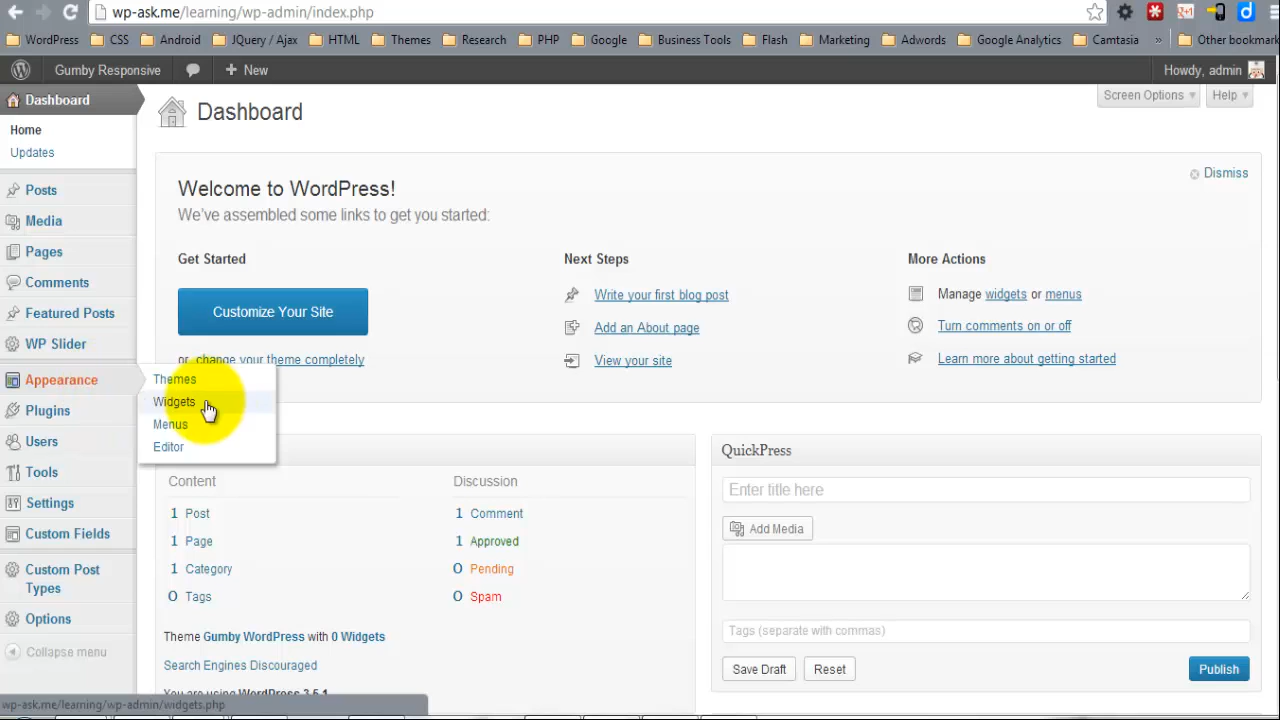 wp-ask.me/learning/wp-admin/index.php
WordPress CSS Android JQuery / Ajax HTML Themes Research PHP Google Business Tools Flash Marketing Adwords Google Analytics Camtasia » Other bookmark
Gumby Responsive + New Howdy, admin
Dashboard
Home
Updates
Posts
Media
Pages
Comments
Featured Posts
WP Slider
Appearance
Plugins
Users
Tools
Settings
Custom Fields
Custom Post
Types
Options
Collapse menu
Themes
Widgets
Menus
Editor
Screen Options Help
Dashboard
Dismiss
Welcome to WordPress!
We've assembled some links to get you started:
Get Started
Customize Your Site
or, change your theme completely
Next Steps
Write your first blog post
Add an About page
View your site
More Actions
Manage widgets or menus
Turn comments on or off
Learn more about getting started
Content
1 Post
1 Page
1 Category
0 Tags
Discussion
1 Comment
1 Approved
0 Pending
0 Spam
Theme Gumby WordPress with 0 Widgets
Search Engines Discouraged
You are using WordPress 3.5.1
QuickPress
Enter title here
Add Media
Tags (separate with commas)
Save Draft Reset Publish
wp-ask.me/learning/wp-admin/widgets.php